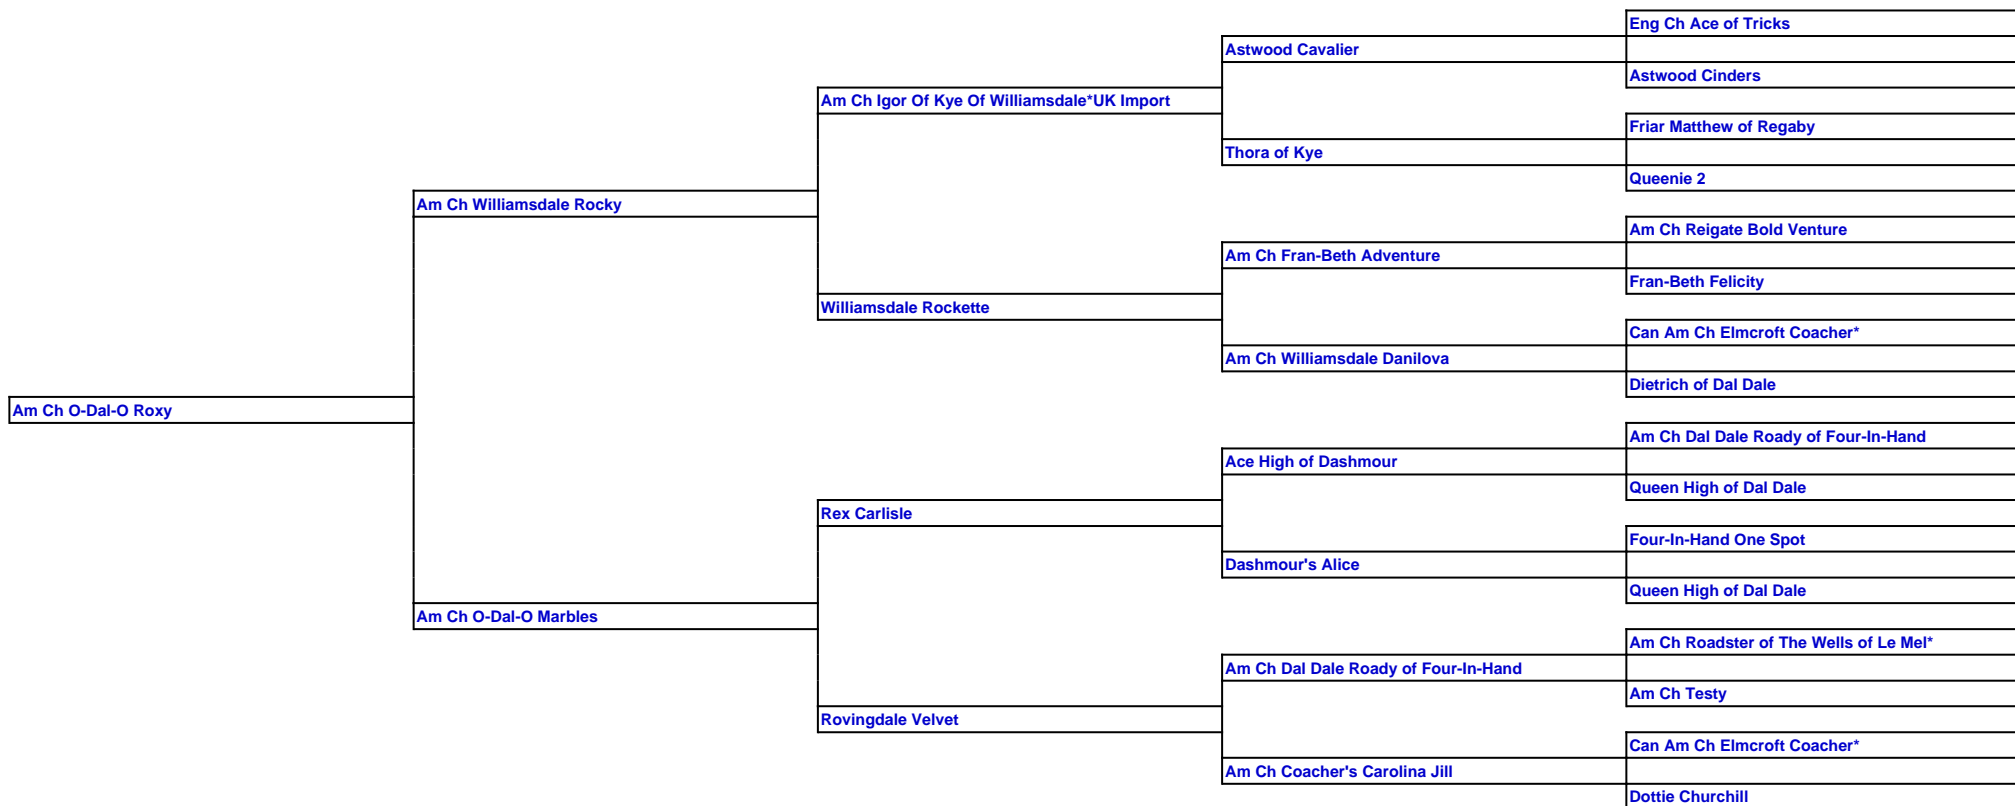 Eng Ch Ace of Tricks
Astwood Cavalier
Astwood Cinders
Am Ch Igor Of Kye Of Williamsdale*UK Import
Friar Matthew of Regaby
Thora of Kye
Queenie 2
Am Ch Williamsdale Rocky
Am Ch Reigate Bold Venture
Am Ch Fran-Beth Adventure
Fran-Beth Felicity
Williamsdale Rockette
Can Am Ch Elmcroft Coacher*
Am Ch Williamsdale Danilova
Dietrich of Dal Dale
Am Ch O-Dal-O Roxy
Am Ch Dal Dale Roady of Four-In-Hand
Ace High of Dashmour
Queen High of Dal Dale
Rex Carlisle
Four-In-Hand One Spot
Dashmour's Alice
Queen High of Dal Dale
Am Ch O-Dal-O Marbles
Am Ch Roadster of The Wells of Le Mel*
Am Ch Dal Dale Roady of Four-In-Hand
Am Ch Testy
Rovingdale Velvet
Can Am Ch Elmcroft Coacher*
Am Ch Coacher's Carolina Jill
Dottie Churchill